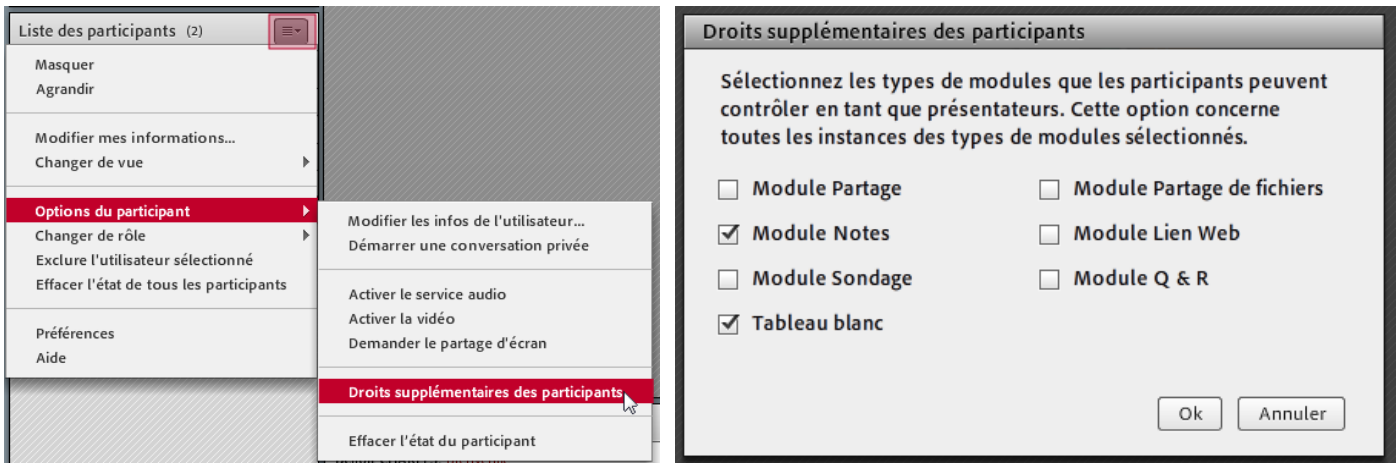 Liste des participants (2)
Masquer
Agrandir
Modifier mes informations...
Changer de vue
Options du participant
Changer de rôle
Exclure l'utilisateur sélectionné
Effacer l'état de tous les participants
Préférences
Aide
Modifier les infos de l'utilisateur...
Démarrer une conversation privée
Activer le service audio
Activer la vidéo
Demander le partage d'écran
Droits supplémentaires des participants
Effacer l'état du participant
Droits supplémentaires des participants
Sélectionnez les types de modules que les participants peuvent
contrôler en tant que présentateurs. Cette option concerne
toutes les instances des types de modules sélectionnés.
Module Partage
Module Partage de fichiers
Module Notes
Module Lien Web
Module Sondage
Module Q & R
Tableau blanc
Ok
Annuler